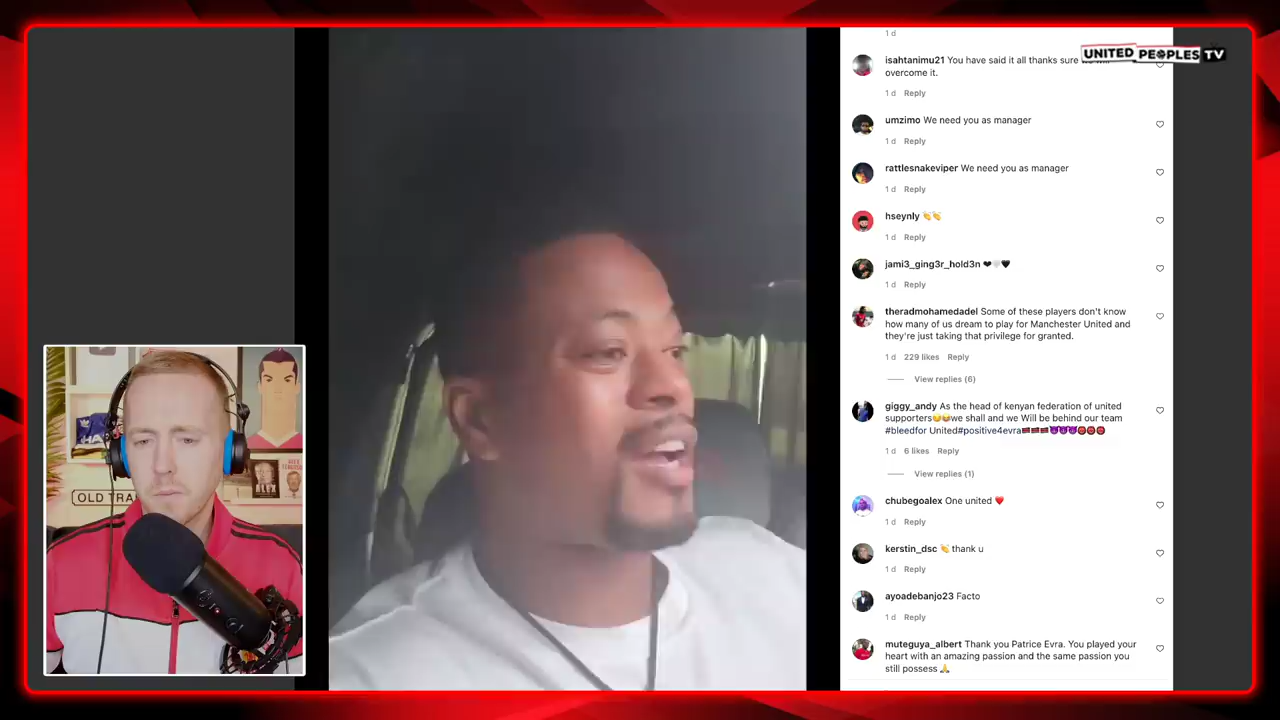 1 d
UNITED PEOPLES TV
isahtanimu21 You have said it all thanks sure
overcome it.
1 d Reply
umzimo We need you as manager
1 d Reply
rattlesnakeviper We need you as manager
1 d Reply
hseynly 👏👏
1 d Reply
jami3_ging3r_hold3n ❤🤍🖤
1 d Reply
theradmohamedadel Some of these players don't know
how many of us dream to play for Manchester United and
they're just taking that privilege for granted.
1 d 229 likes Reply
View replies (6)
giggy_andy As the head of kenyan federation of united
supporters😏😂we shall and we Will be behind our team
#bleedfor United#positive4evra🇰🇪🇰🇪🇰🇪👿👿👿👹👹👹
1 d 6 likes Reply
View replies (1)
chubegoalex One united ❤️
1 d Reply
kerstin_dsc 👏 thank u
1 d Reply
ayoadebanjo23 Facto
1 d Reply
muteguya_albert Thank you Patrice Evra. You played your
heart with an amazing passion and the same passion you
still possess 🙏
OLD TRA
ALEX